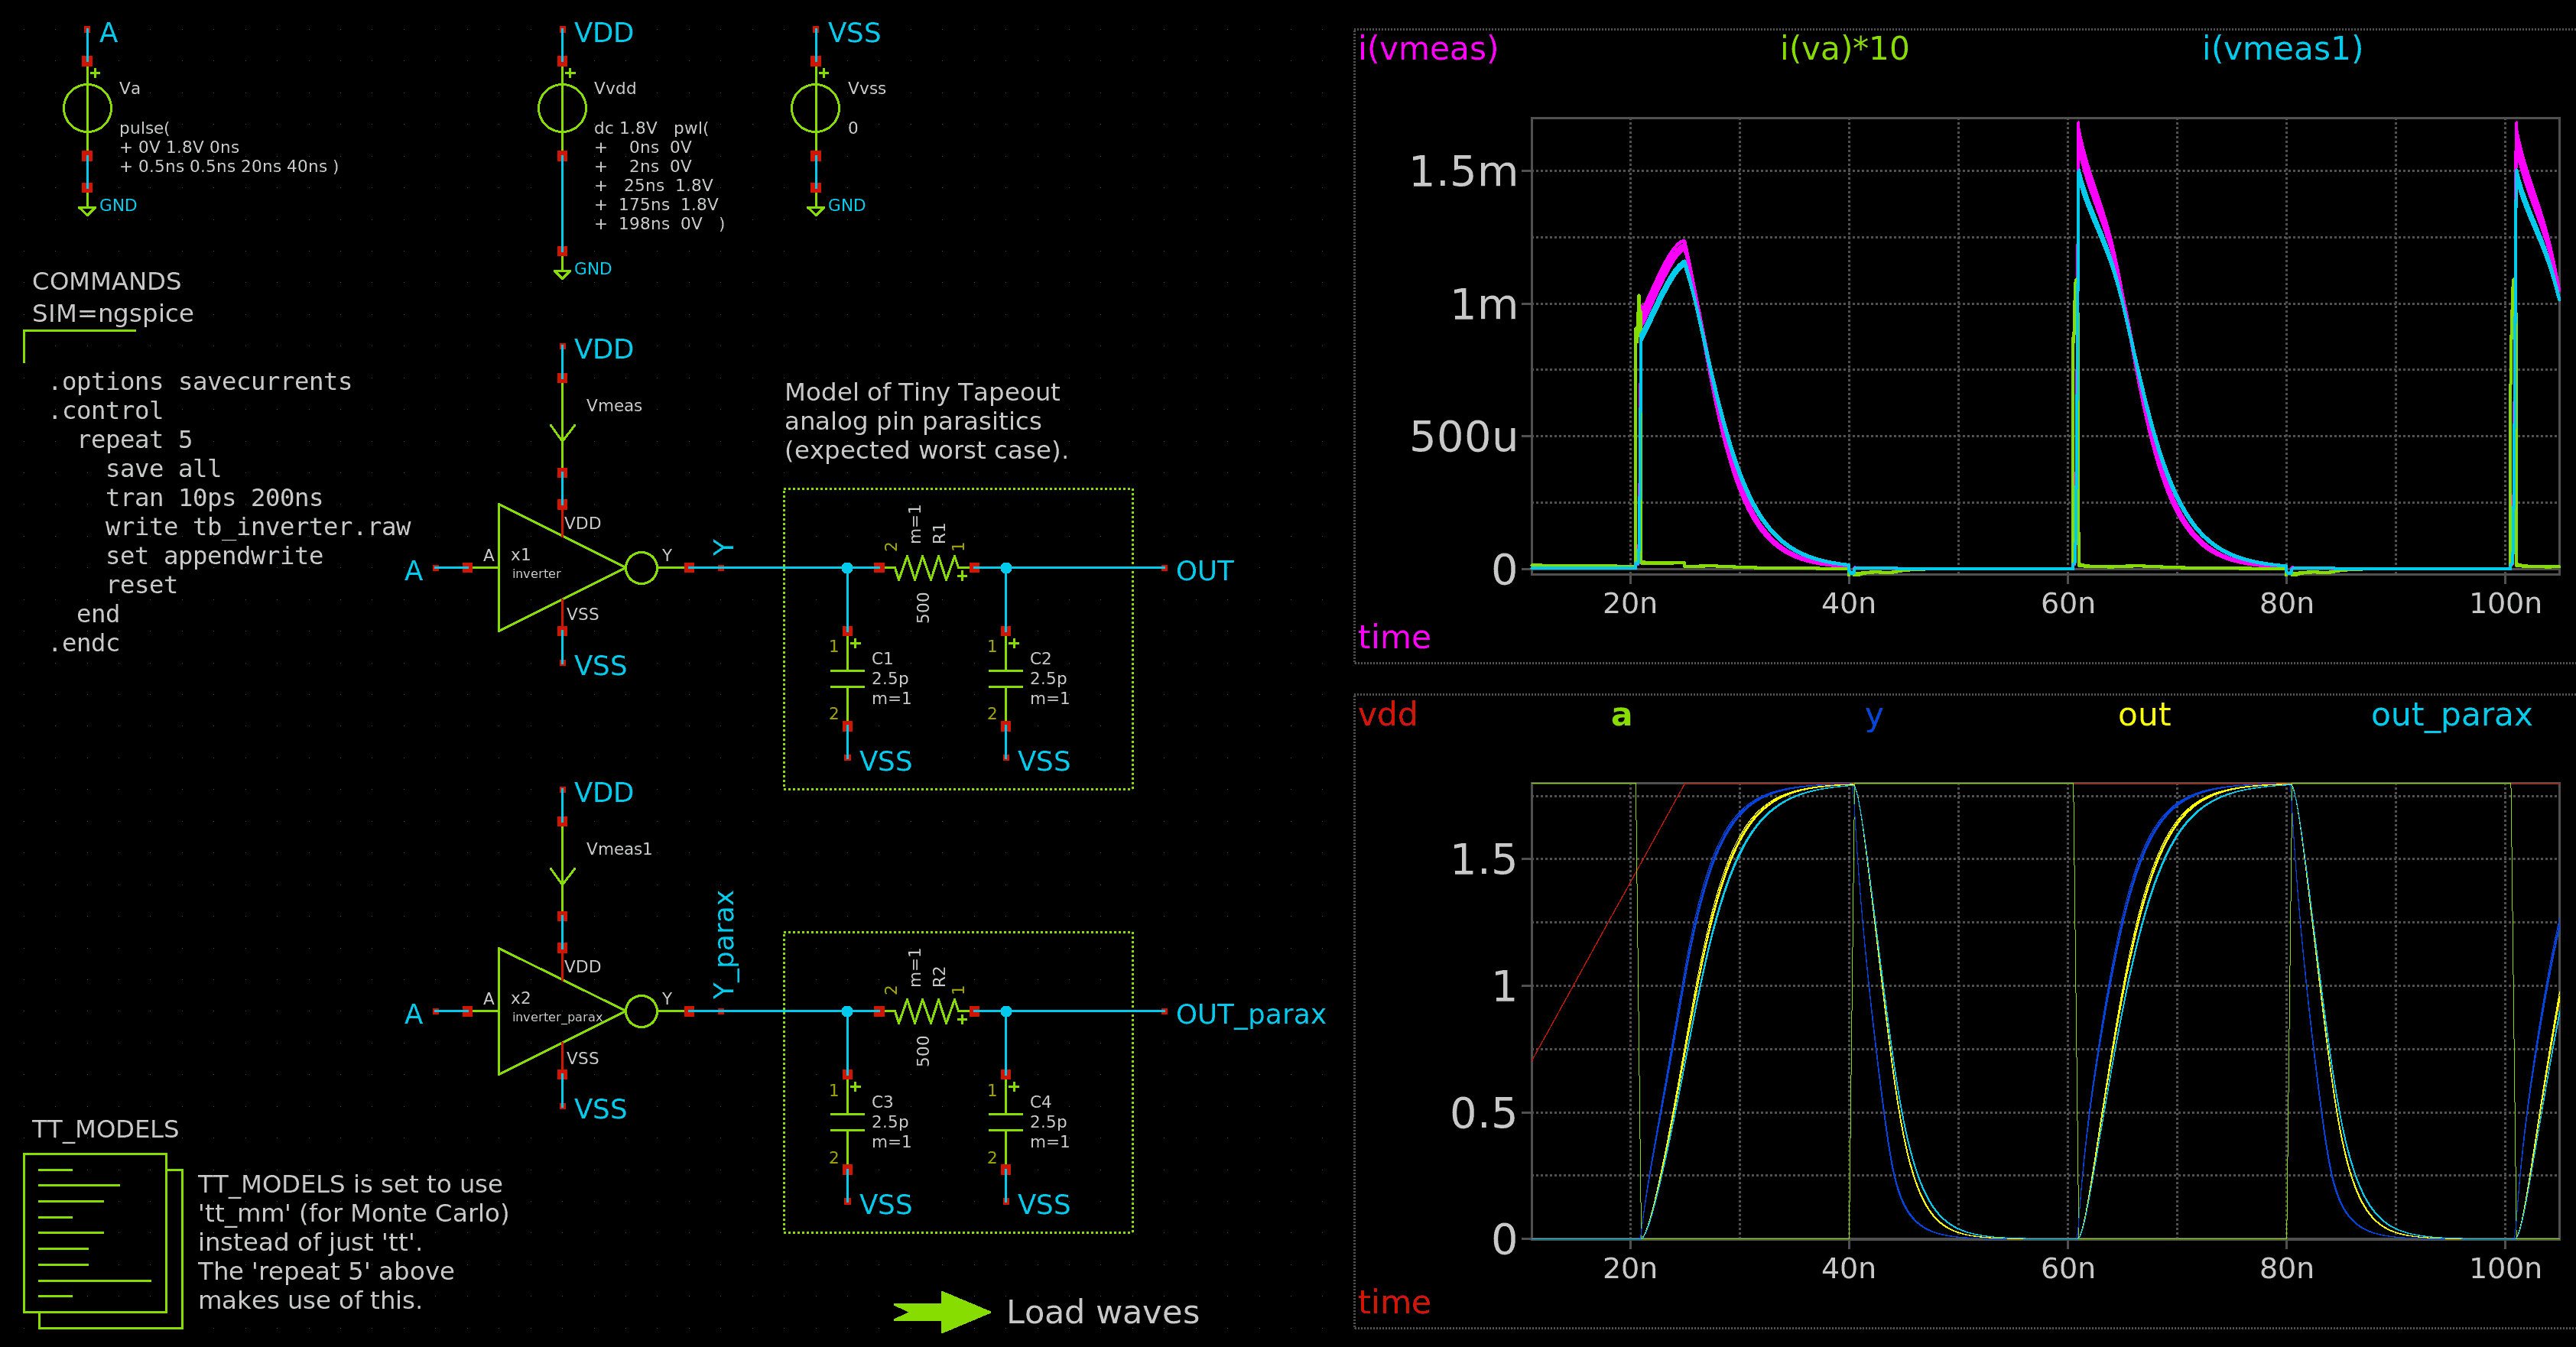 A
+
Va
pulse(
+ 0V 1.8V 0ns
+ 0.5ns 0.5ns 20ns 40ns )
GND
VDD
+
Vvdd
dc 1.8V pwl(
+ 0ns 0V
+ 2ns 0V
+ 25ns 1.8V
+ 175ns 1.8V
+ 198ns 0V )
GND
VSS
+
Vvss
0
GND
COMMANDS
SIM=ngspice
.options savecurrents
.control
repeat 5
save all
tran 10ps 200ns
write tb_inverter.raw
set appendwrite
reset
end
.endc
VDD
Vmeas
VDD
A
A
x1
inverter
Y
VSS
VSS
Y
Model of Tiny Tapeout
analog pin parasitics
(expected worst case).
2
m=1
R1
1
+
500
OUT
1
+
C1
2.5p
m=1
2
VSS
1
+
C2
2.5p
m=1
2
VSS
VDD
Vmeas1
VDD
A
A
x2
inverter_parax
Y
VSS
VSS
Y_parax
2
m=1
R2
1
+
500
OUT_parax
1
+
C3
2.5p
m=1
2
VSS
1
+
C4
2.5p
m=1
2
VSS
TT_MODELS
TT_MODELS is set to use
'tt_mm' (for Monte Carlo)
instead of just 'tt'.
The 'repeat 5' above
makes use of this.
Load waves
i(vmeas) i(va)*10 i(vmeas1)
1.5m
1m
500u
0
20n 40n 60n 80n 100n
time
vdd a y out out_parax
1.5
1
0.5
0
20n 40n 60n 80n 100n
time